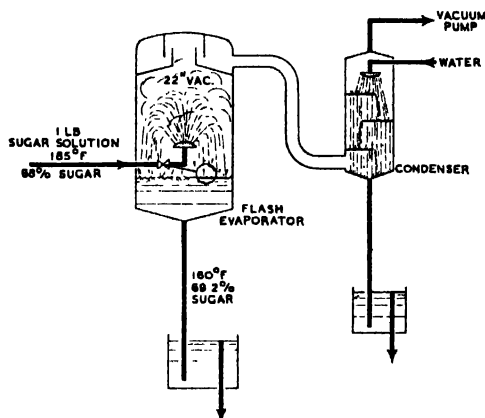 VACUUM
PUMP
WATER
22" VAC.
1 LB
SUGAR SOLUTION
185°F
68% SUGAR
CONDENSER
FLASH
EVAPORATOR
160°F
69.2%
SUGAR